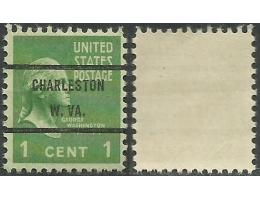 UNITED
STATES
POSTAGE
CHARLESTON
W. VA.
GEORGE
WASHINGTON
1 CENT 1